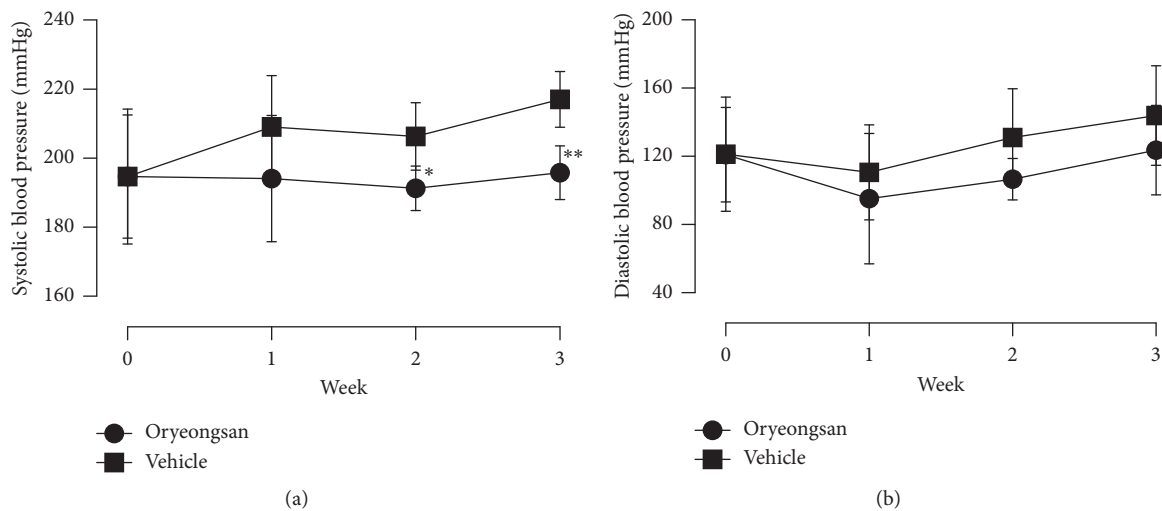 Systolic blood pressure (mmHg)
240
220
200
180
160
*
**
0
1
2
3
Week
Oryeongsan
Vehicle
(a)
Diastolic blood pressure (mmHg)
200
160
120
80
40
0
1
2
3
Week
Oryeongsan
Vehicle
(b)